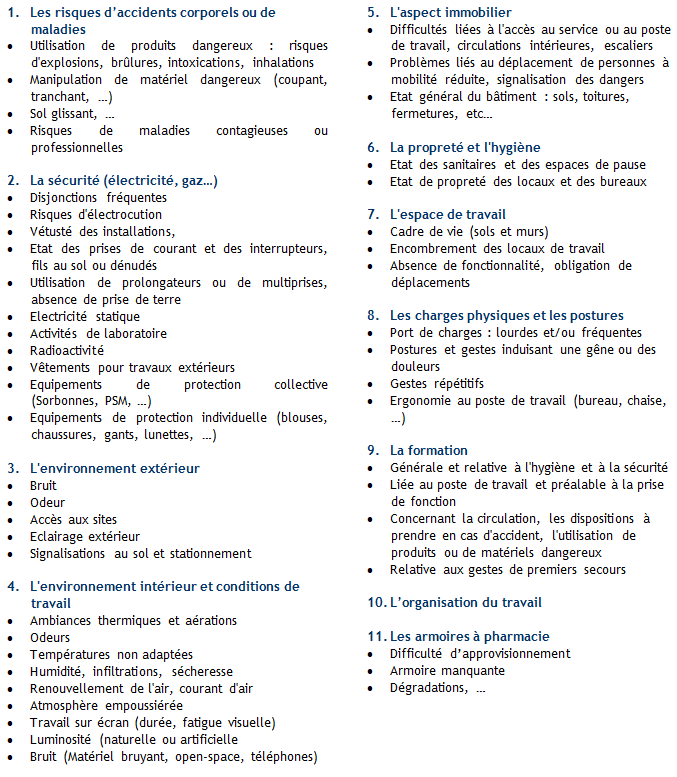 1. Les risques d’accidents corporels ou de
maladies
• Utilisation de produits dangereux : risques
d'explosions, brûlures, intoxications, inhalations
• Manipulation de matériel dangereux (coupant,
tranchant, …)
• Sol glissant, …
• Risques de maladies contagieuses ou
professionnelles
2. La sécurité (électricité, gaz…)
• Disjonctions fréquentes
• Risques d'électrocution
• Vétusté des installations,
• Etat des prises de courant et des interrupteurs,
fils au sol ou dénudés
• Utilisation de prolongateurs ou de multiprises,
absence de prise de terre
• Electricité statique
• Activités de laboratoire
• Radioactivité
• Vêtements pour travaux extérieurs
• Equipements de protection collective
(Sorbonnes, PSM, …)
• Equipements de protection individuelle (blouses,
chaussures, gants, lunettes, …)
3. L'environnement extérieur
• Bruit
• Odeur
• Accès aux sites
• Eclairage extérieur
• Signalisations au sol et stationnement
4. L'environnement intérieur et conditions de
travail
• Ambiances thermiques et aérations
• Odeurs
• Températures non adaptées
• Humidité, infiltrations, sécheresse
• Renouvellement de l'air, courant d'air
• Atmosphère empoussiérée
• Travail sur écran (durée, fatigue visuelle)
• Luminosité (naturelle ou artificielle
• Bruit (Matériel bruyant, open-space, téléphones)
5. L'aspect immobilier
• Difficultés liées à l'accès au service ou au poste
de travail, circulations intérieures, escaliers
• Problèmes liés au déplacement de personnes à
mobilité réduite, signalisation des dangers
• Etat général du bâtiment : sols, toitures,
fermetures, etc…
6. La propreté et l'hygiène
• Etat des sanitaires et des espaces de pause
• Etat de propreté des locaux et des bureaux
7. L'espace de travail
• Cadre de vie (sols et murs)
• Encombrement des locaux de travail
• Absence de fonctionnalité, obligation de
déplacements
8. Les charges physiques et les postures
• Port de charges : lourdes et/ou fréquentes
• Postures et gestes induisant une gêne ou des
douleurs
• Gestes répétitifs
• Ergonomie au poste de travail (bureau, chaise,
…)
9. La formation
• Générale et relative à l'hygiène et à la sécurité
• Liée au poste de travail et préalable à la prise
de fonction
• Concernant la circulation, les dispositions à
prendre en cas d'accident, l'utilisation de
produits ou de matériels dangereux
• Relative aux gestes de premiers secours
10. L’organisation du travail
11. Les armoires à pharmacie
• Difficulté d’approvisionnement
• Armoire manquante
• Dégradations, …